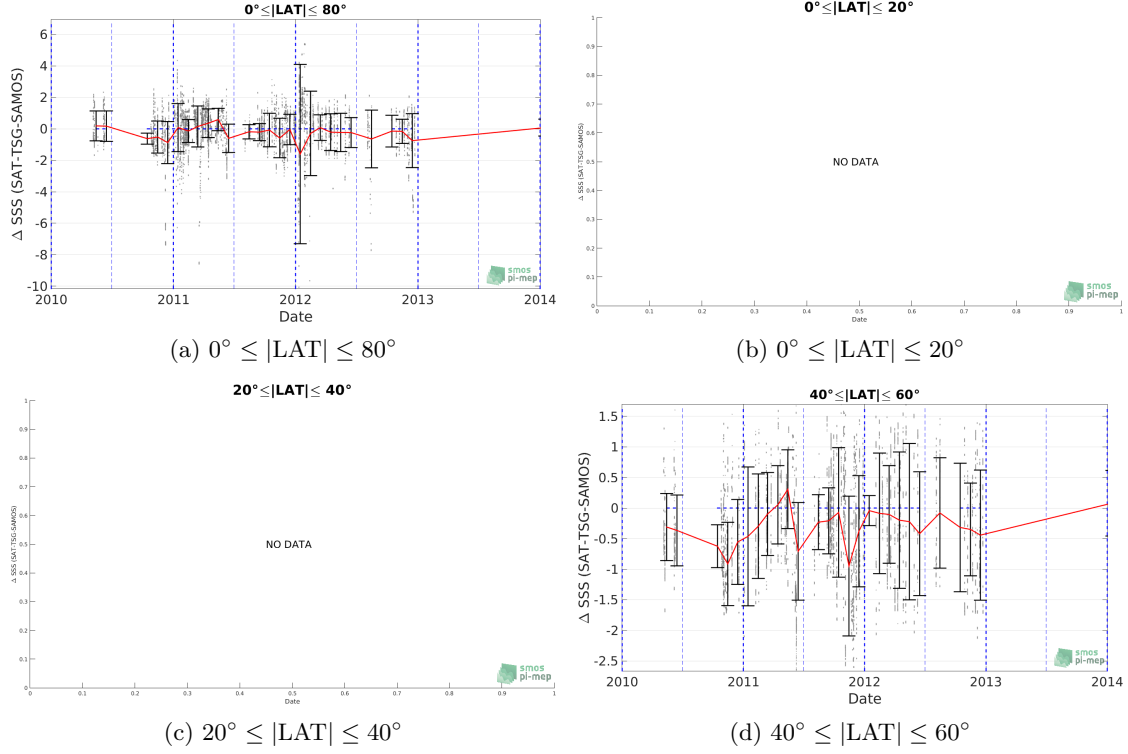 0°≤|LAT|≤ 80°
6
4
2
0
-2
-4
-6
-8
-10
Δ SSS (SAT-TSG-SAMOS)
2010 2011 2012 2013 2014
Date
smos
pi-mep
(a) 0° ≤ |LAT| ≤ 80°
0°≤|LAT|≤ 20°
1
0.9
0.8
0.7
0.6
0.5
0.4
0.3
0.2
0.1
0
Δ SSS (SAT-TSG-SAMOS)
NO DATA
0 0.1 0.2 0.3 0.4 0.5 0.6 0.7 0.8 0.9 1
Date
smos
pi-mep
(b) 0° ≤ |LAT| ≤ 20°
20°≤|LAT|≤ 40°
1
0.9
0.8
0.7
0.6
0.5
0.4
0.3
0.2
0.1
0
Δ SSS (SAT-TSG-SAMOS)
NO DATA
0 0.1 0.2 0.3 0.4 0.5 0.6 0.7 0.8 0.9 1
Date
smos
pi-mep
(c) 20° ≤ |LAT| ≤ 40°
40°≤|LAT|≤ 60°
1.5
1
0.5
0
-0.5
-1
-1.5
-2
-2.5
Δ SSS (SAT-TSG-SAMOS)
2010 2011 2012 2013 2014
Date
smos
pi-mep
(d) 40° ≤ |LAT| ≤ 60°